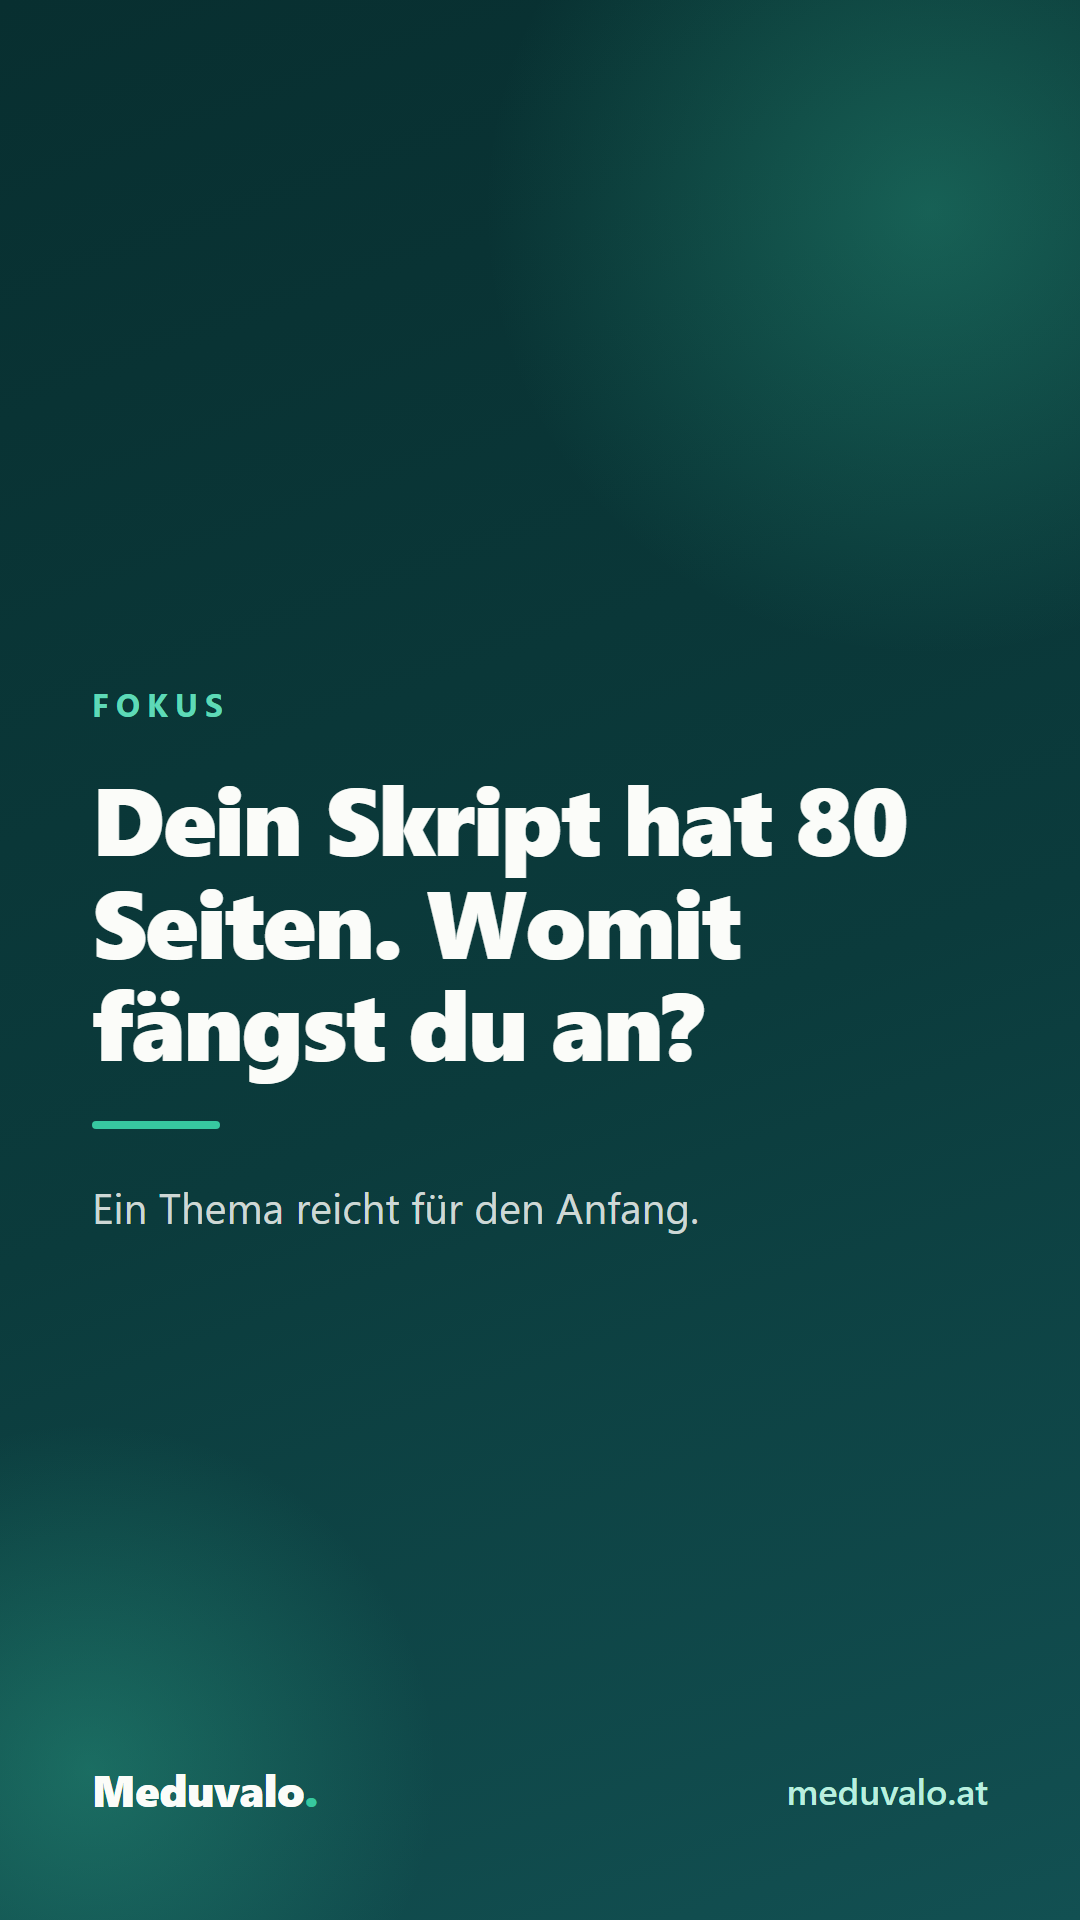 FOKUS
Dein Skript hat 80
Seiten. Womit
fängst du an?
Ein Thema reicht für den Anfang.
Meduvalo.
meduvalo.at